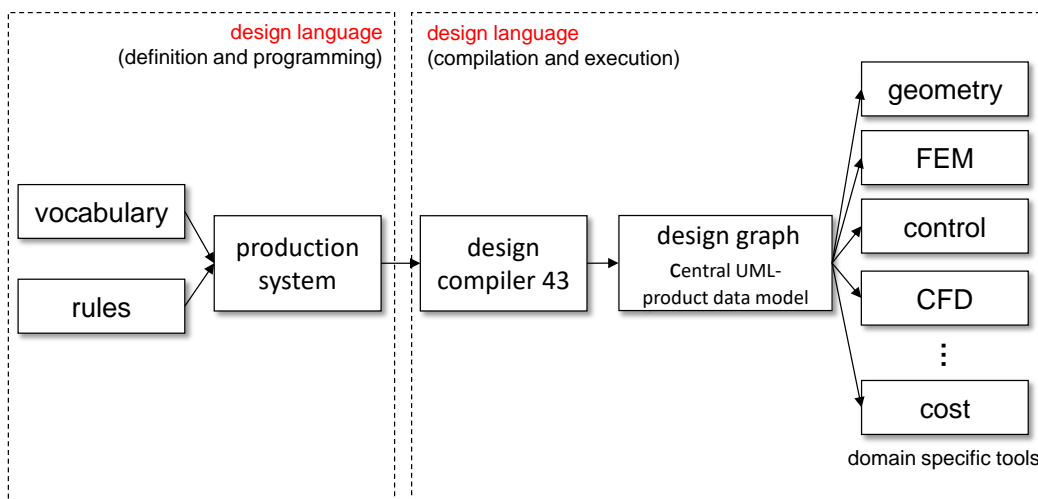 design language
(definition and programming)
vocabulary
rules
production
system
design language
(compilation and execution)
design
compiler 43
design graph
Central UML-
product data model
geometry
FEM
control
CFD
...
cost
domain specific tools